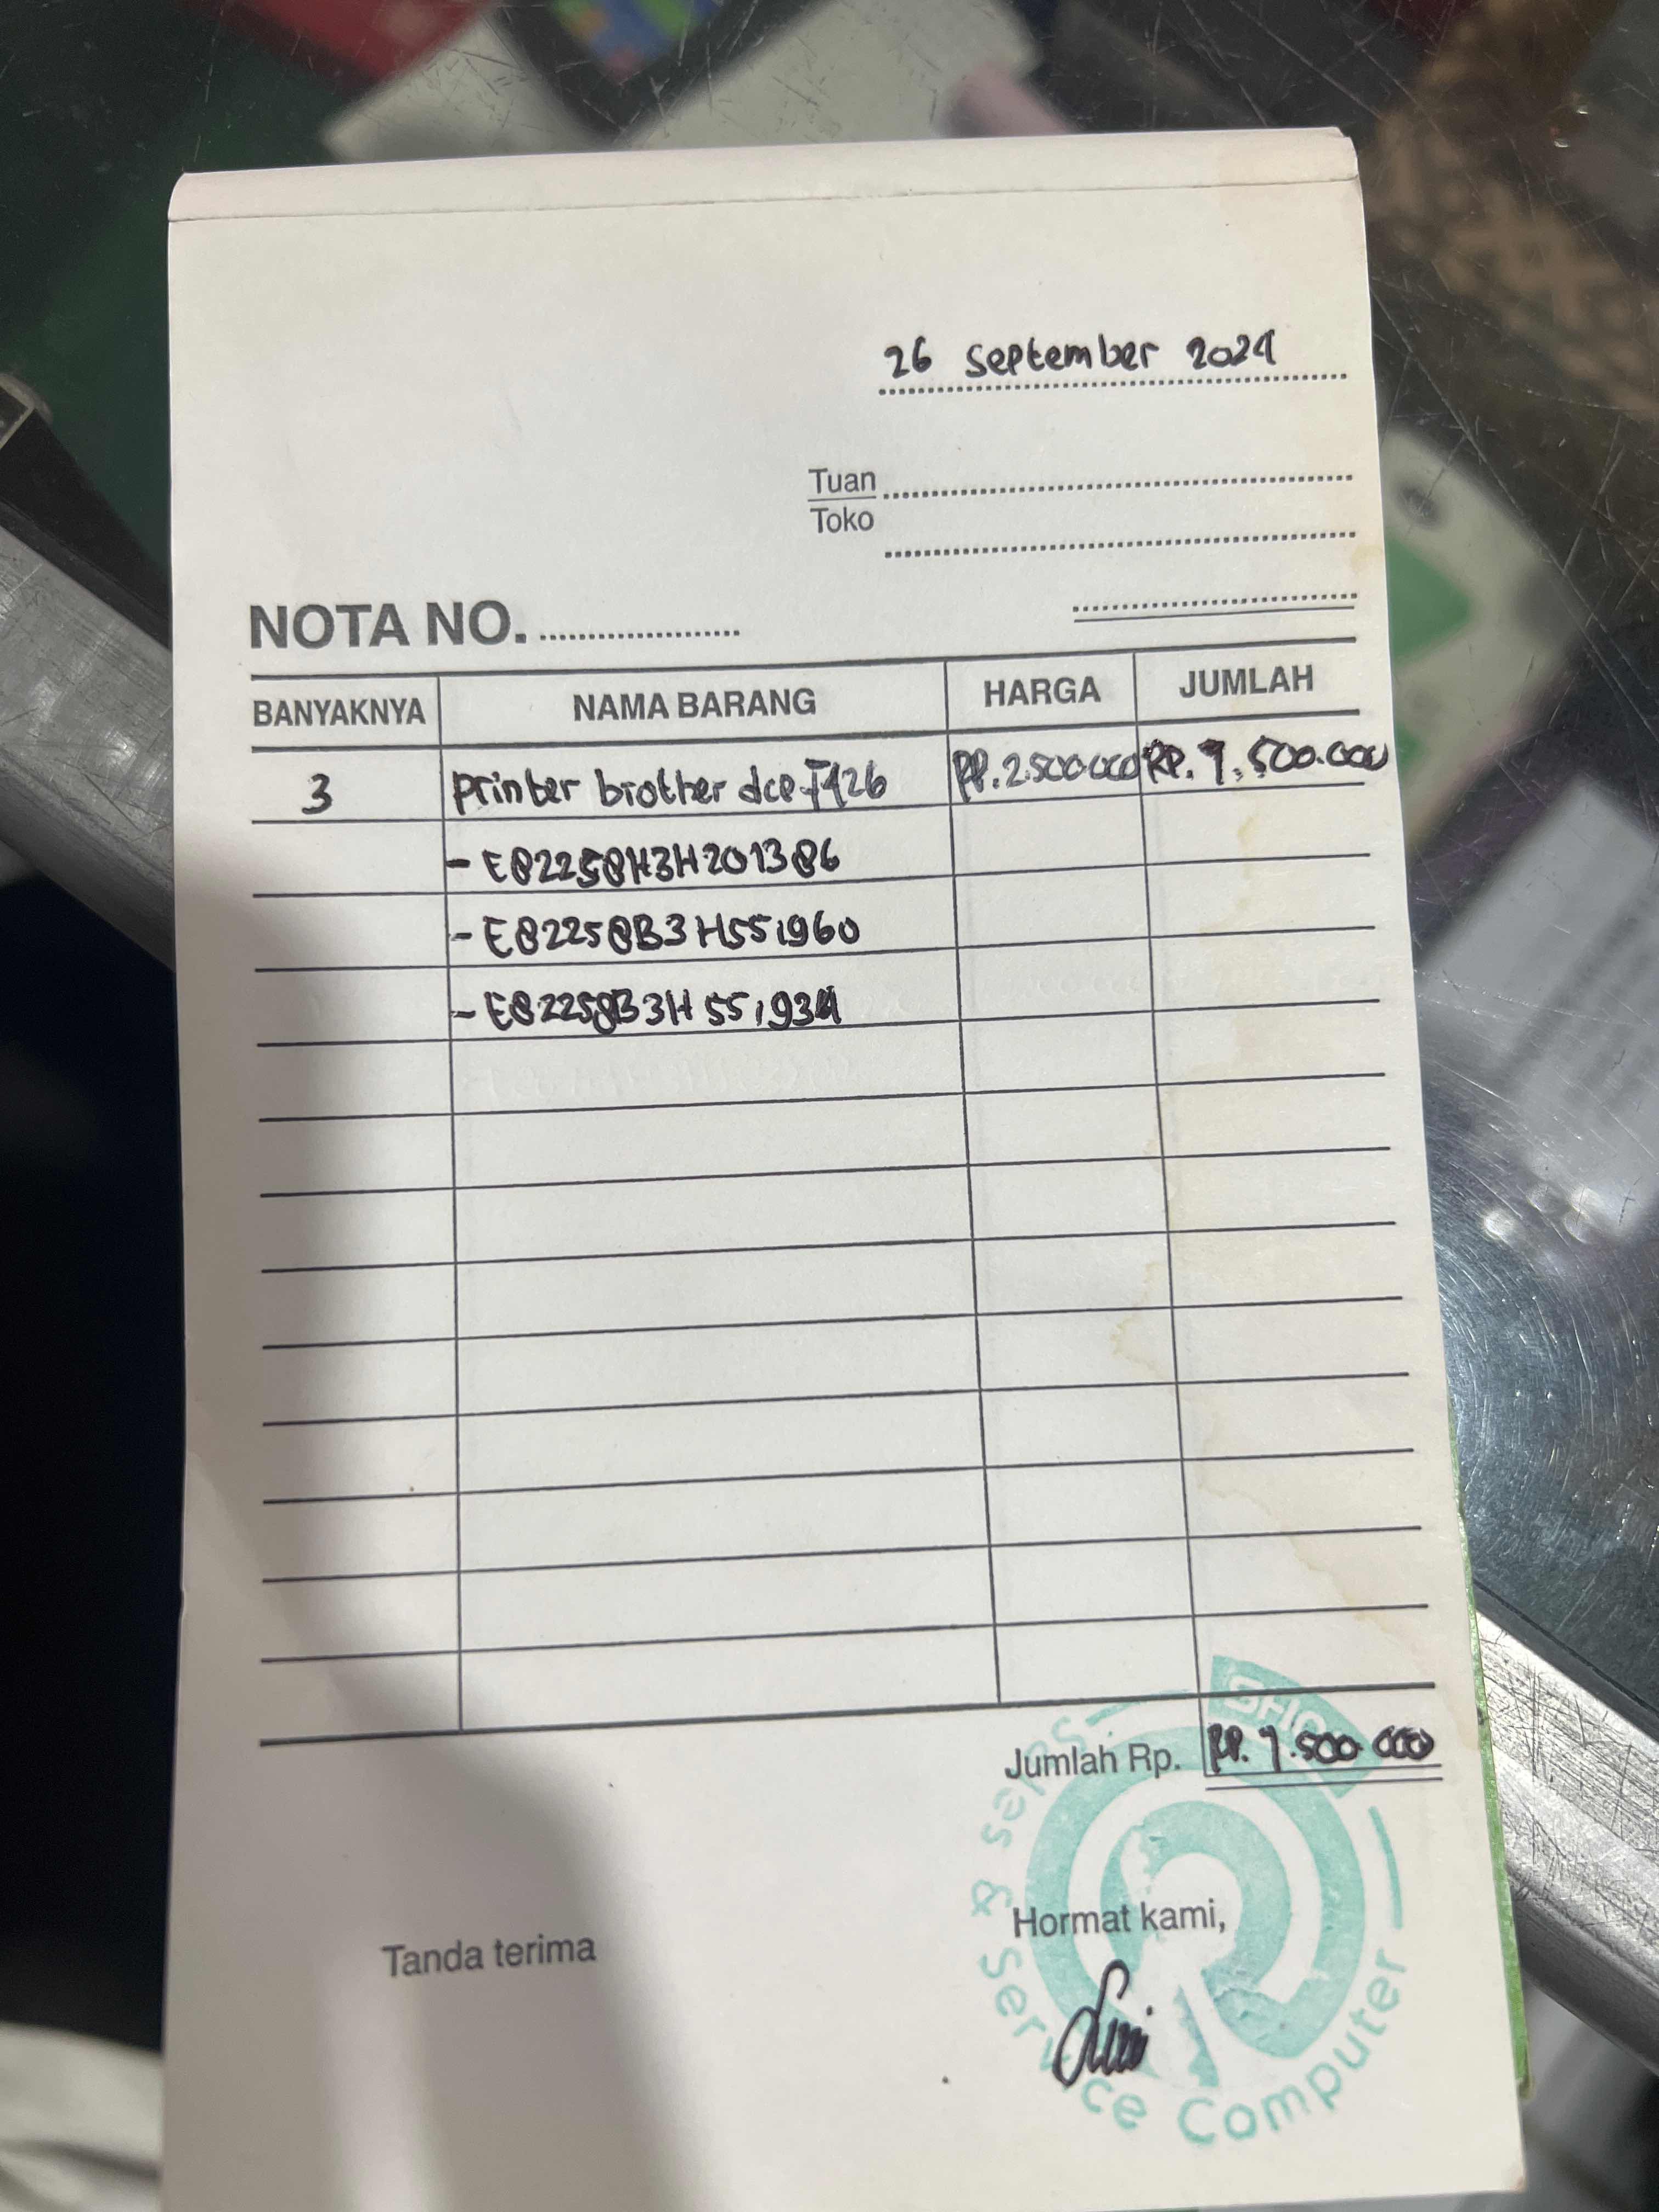 26 september 2024
Tuan
Toko
NOTA NO.
BANYAKNYA NAMA BARANG HARGA JUMLAH
3 printer brother dcp-T426 RP. 2.500.000 RP. 7.500.000
- E82258H3H201386
- E82258B3H551960
- E82258B3H551934
Jumlah Rp. RP. 7.500.000
Tanda terima
Hormat kami,
& Service Computer